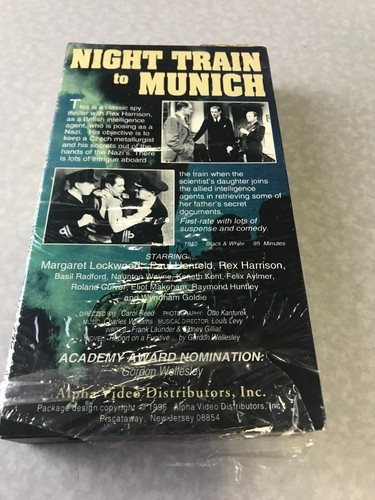 NIGHT TRAIN
to MUNICH
This is a classic spy
thriller with Rex Harrison,
as a British intelligence
agent, who is posing as a
Nazi. His objective is to
keep a Czech metallurgist
and his secrets out of the
hands of the Nazi's. There
is lots of intrigue aboard
the train when the
scientist's daughter joins
the allied intelligence
agents in retrieving some of
her father's secret
documents.
First-rate with lots of
suspense and comedy.
1940 Black & White 95 Minutes
STARRING:
Margaret Lockwood, Paul Henreid, Rex Harrison,
Basil Radford, Naunton Wayne, Keneth Kent, Felix Aylmer,
Roland Culver, Eliot Makeham, Raymond Huntley
and Wyndham Goldie
DIRECTED BY Carol Reed PHOTOGRAPHY: Otto Kanturek
MUSIC: Charles Williams MUSICAL DIRECTOR: Louis Levy
Frank Launder & Sydney Gilliat
Report on a Fugitive ... by Gordon Wellesley
ACADEMY AWARD NOMINATION:
Gordon Wellesley
Alpha Video Distributors, Inc.
Package design copyright © 1996 Alpha Video Distributors, Inc.
Piscataway, New Jersey 08854